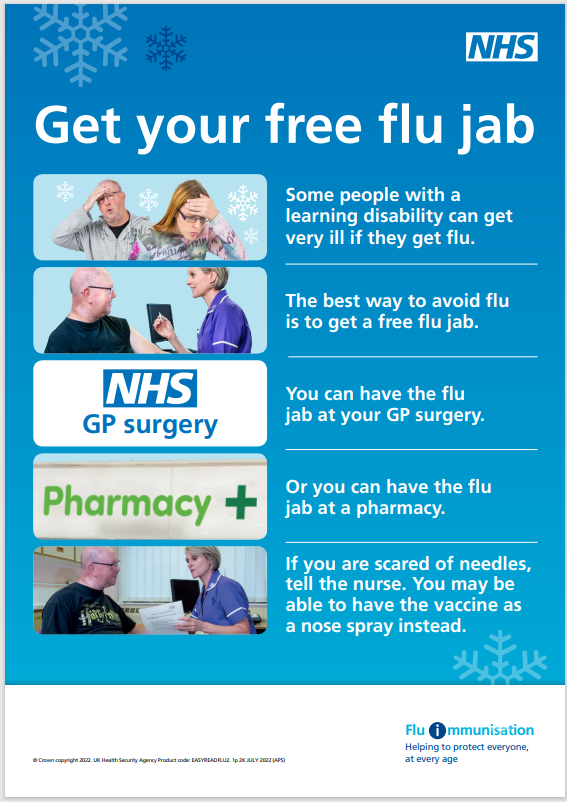 NHS
Get your free flu jab
Some people with a
learning disability can get
very ill if they get flu.
The best way to avoid flu
is to get a free flu jab.
NHS
GP surgery
You can have the flu
jab at your GP surgery.
Pharmacy
Or you can have the flu
jab at a pharmacy.
If you are scared of needles,
tell the nurse. You may be
able to have the vaccine as
a nose spray instead.
Flu immunisation
Helping to protect everyone,
at every age
© Crown copyright 2022. UK Health Security Agency Product code: EASYREADFLU2. 1p 2K JULY 2022 (APS)